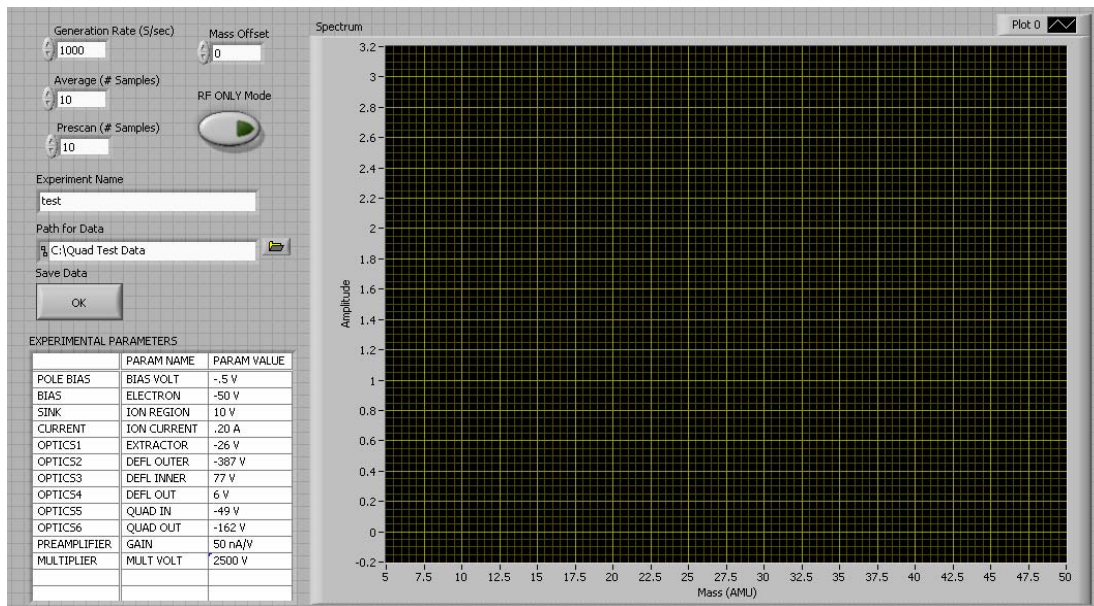 Generation Rate (S/sec)
1000
Mass Offset
0
Average (# Samples)
10
RF ONLY Mode
Prescan (# Samples)
10
Experiment Name
test
Path for Data
C:\Quad Test Data
Save Data
OK
EXPERIMENTAL PARAMETERS
PARAM NAME PARAM VALUE
POLE BIAS BIAS VOLT -.5 V
BIAS ELECTRON -50 V
SINK ION REGION 10 V
CURRENT ION CURRENT .20 A
OPTICS1 EXTRACTOR -26 V
OPTICS2 DEFL OUTER -387 V
OPTICS3 DEFL INNER 77 V
OPTICS4 DEFL OUT 6 V
OPTICS5 QUAD IN -49 V
OPTICS6 QUAD OUT -162 V
PREAMPLIFIER GAIN 50 nA/V
MULTIPLIER MULT VOLT 2500 V
Spectrum
Plot 0
Amplitude
3.2
3
2.8
2.6
2.4
2.2
2
1.8
1.6
1.4
1.2
1
0.8
0.6
0.4
0.2
0
-0.2
5 7.5 10 12.5 15 17.5 20 22.5 25 27.5 30 32.5 35 37.5 40 42.5 45 47.5 50
Mass (AMU)